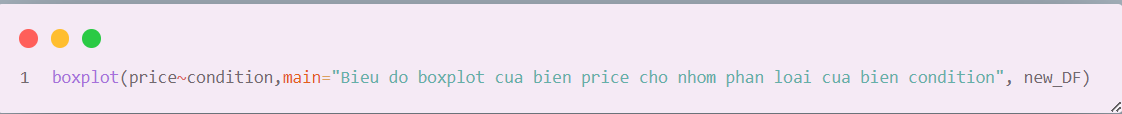 1 boxplot(price~condition,main="Bieu do boxplot cua bien price cho nhom phan loai cua bien condition", new_DF)